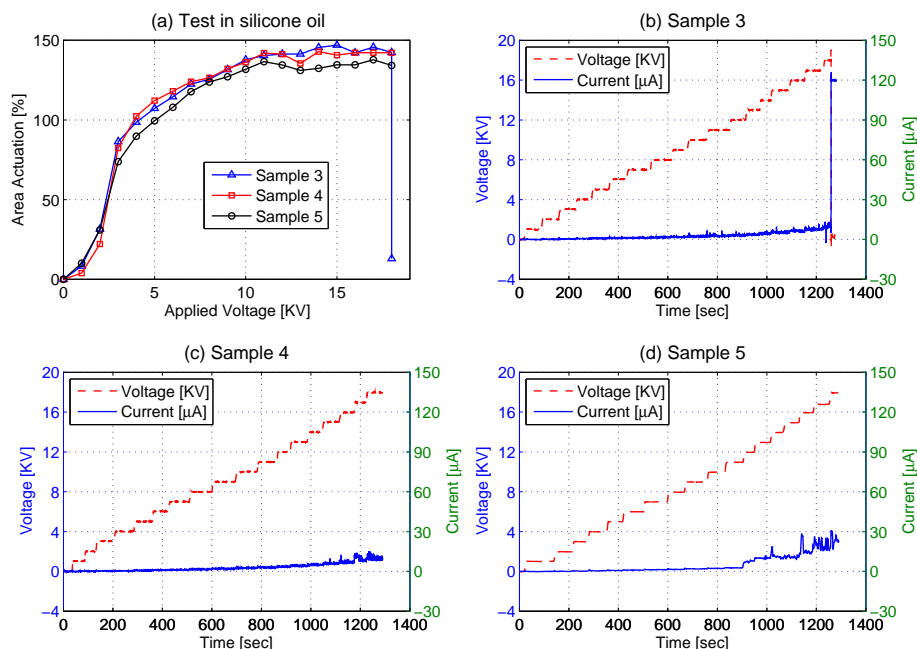 (a) Test in silicone oil
150
100
50
0
Area Actuation [%]
0 5 10 15
Applied Voltage [KV]
Sample 3
Sample 4
Sample 5
(b) Sample 3
20
16
12
8
4
0
−4
Voltage [KV]
150
120
90
60
30
0
−30
Current [μA]
0 200 400 600 800 1000 1200 1400
Time [sec]
Voltage [KV]
Current [μA]
(c) Sample 4
20
16
12
8
4
0
−4
Voltage [KV]
150
120
90
60
30
0
−30
Current [μA]
0 200 400 600 800 1000 1200 1400
Time [sec]
Voltage [KV]
Current [μA]
(d) Sample 5
20
16
12
8
4
0
−4
Voltage [KV]
150
120
90
60
30
0
−30
Current [μA]
0 200 400 600 800 1000 1200 1400
Time [sec]
Voltage [KV]
Current [μA]